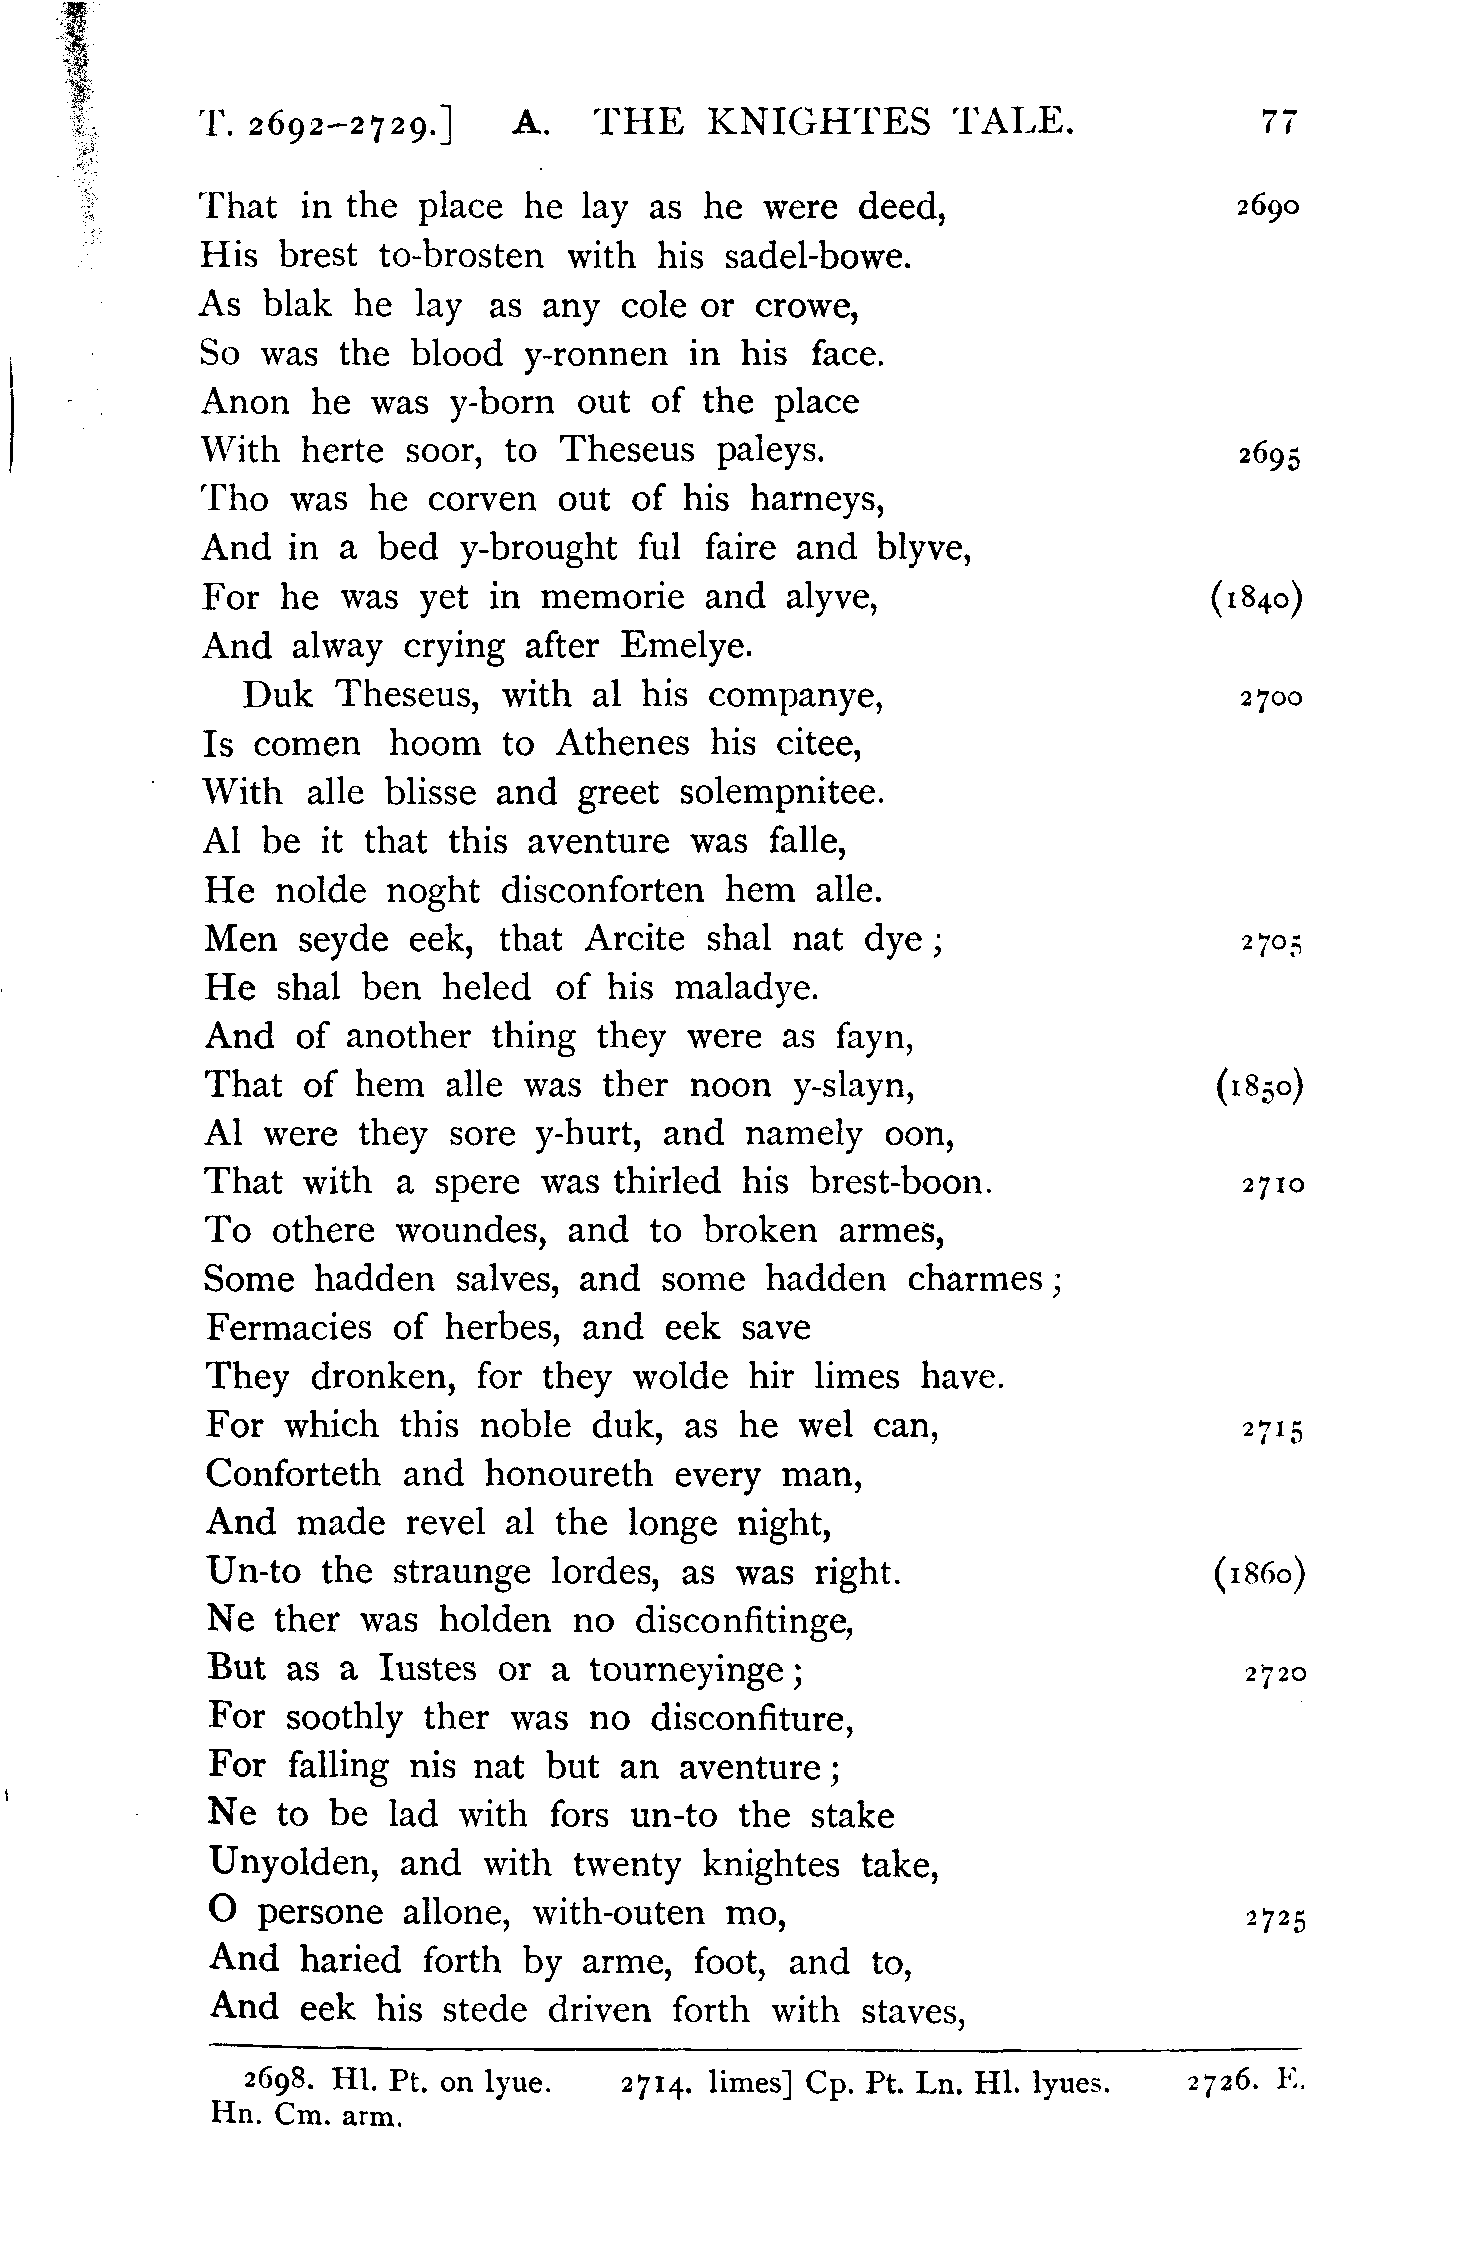 T. 2692–2729.] A. THE KNIGHTES TALE. 77
That in the place he lay as he were deed, 2690
His brest to-brosten with his sadel-bowe.
As blak he lay as any cole or crowe,
So was the blood y-ronnen in his face.
Anon he was y-born out of the place
With herte soor, to Theseus paleys. 2695
Tho was he corven out of his harneys,
And in a bed y-brought ful faire and blyve,
For he was yet in memorie and alyve, (1840)
And alway crying after Emelye.
Duk Theseus, with al his companye, 2700
Is comen hoom to Athenes his citee,
With alle blisse and greet solempnitee.
Al be it that this aventure was falle,
He nolde noght disconforten hem alle.
Men seyde eek, that Arcite shal nat dye; 2705
He shal ben heled of his maladye.
And of another thing they were as fayn,
That of hem alle was ther noon y-slayn, (1850)
Al were they sore y-hurt, and namely oon,
That with a spere was thirled his brest-boon. 2710
To othere woundes, and to broken armes,
Some hadden salves, and some hadden charmes;
Fermacies of herbes, and eek save
They dronken, for they wolde hir limes have.
For which this noble duk, as he wel can, 2715
Conforteth and honoureth every man,
And made revel al the longe night,
Un-to the straunge lordes, as was right. (1860)
Ne ther was holden no disconfitinge,
But as a Iustes or a tourneyinge; 2720
For soothly ther was no disconfiture,
For falling nis nat but an aventure;
Ne to be lad with fors un-to the stake
Unyolden, and with twenty knightes take,
O persone allone, with-outen mo, 2725
And haried forth by arme, foot, and to,
And eek his stede driven forth with staves,
2698. Hl. Pt. on lyue. 2714. limes] Cp. Pt. Ln. Hl. lyues. 2726. E.
Hn. Cm. arm.